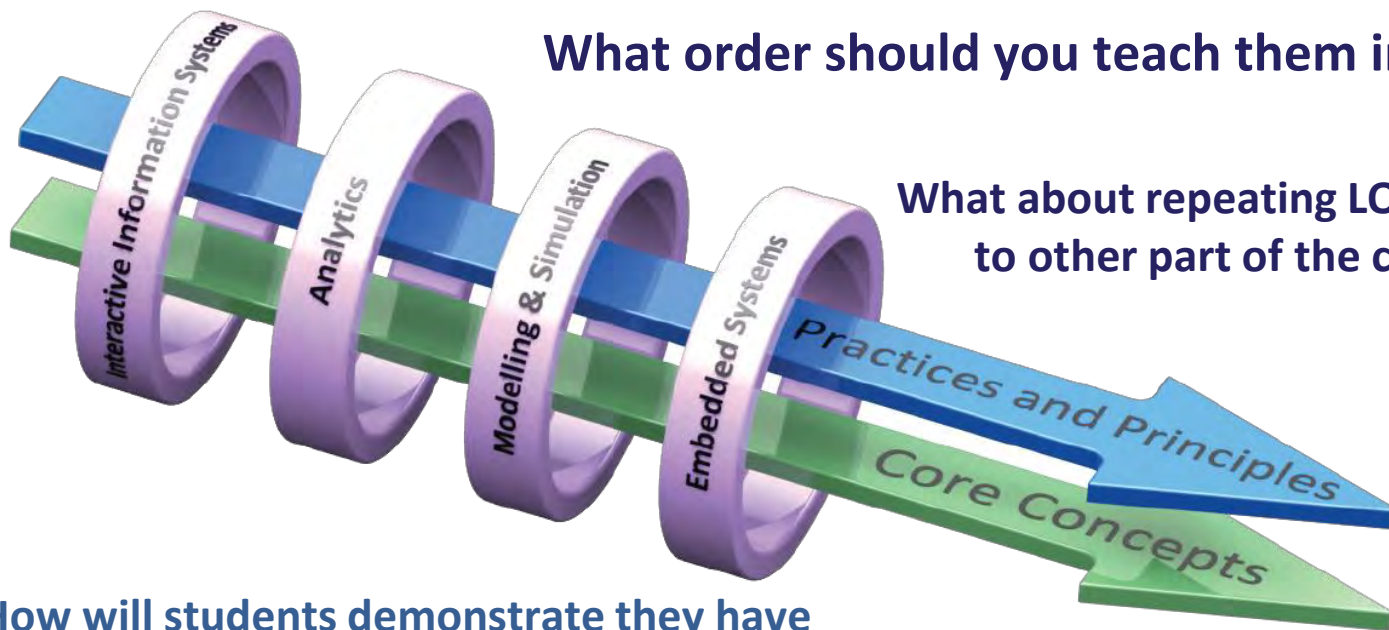 What order should you teach them i
What about repeating LC
to other part of the c
Interactive Information Systems
Analytics
Modelling & Simulation
Embedded Systems
Practices and Principles
Core Concepts
How will students demonstrate they have